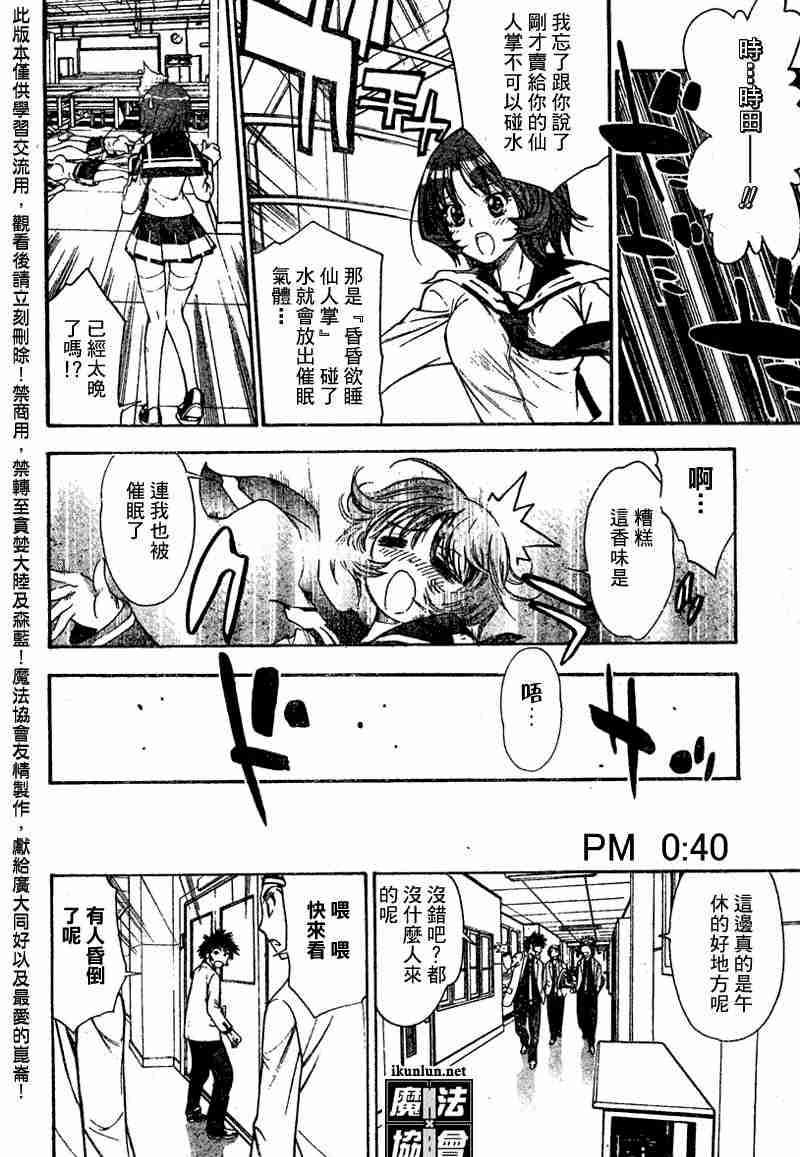 時…時田—!!
我忘了跟你說了
剛才賣給你的仙
人掌不可以碰水
那是『昏昏欲睡
仙人掌』碰了
水就會放出催眠
氣體…
已經太晚
了嗎!?
啊…
糟糕
這香味是
連我也被
催眠了
唔…
ドサッ
PM 0:40
這邊真的是午
休的好地方呢
沒錯吧?都
沒什麼人來
的呢
喂 喂
快來看
有人昏倒
了呢
此版本僅供學習交流用，觀看後請立刻刪除！禁商用，禁轉至貪婪大陸及森藍！魔法協會友情製作，獻給廣大同好以及最愛的崑崙！
ikunlun.net
魔法
協會